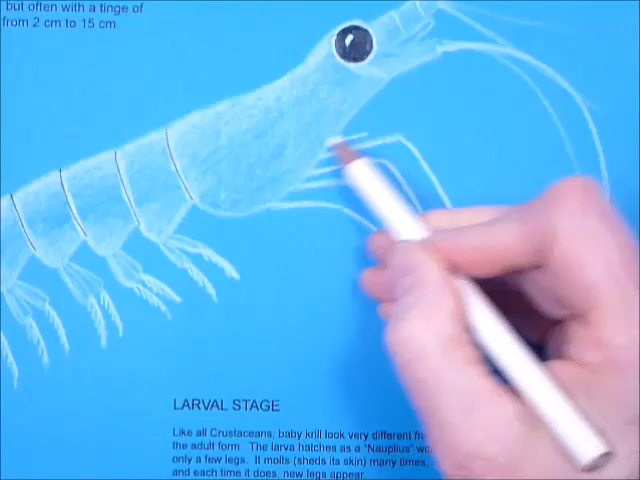 but often with a tinge of
from 2 cm to 15 cm.
LARVAL STAGE
Like all Crustaceans, baby krill look very different
the adult form. The larva hatches as a "Nauplius"
only a few legs. It molts (sheds its skin) many times,
and each time it does, new legs appear.